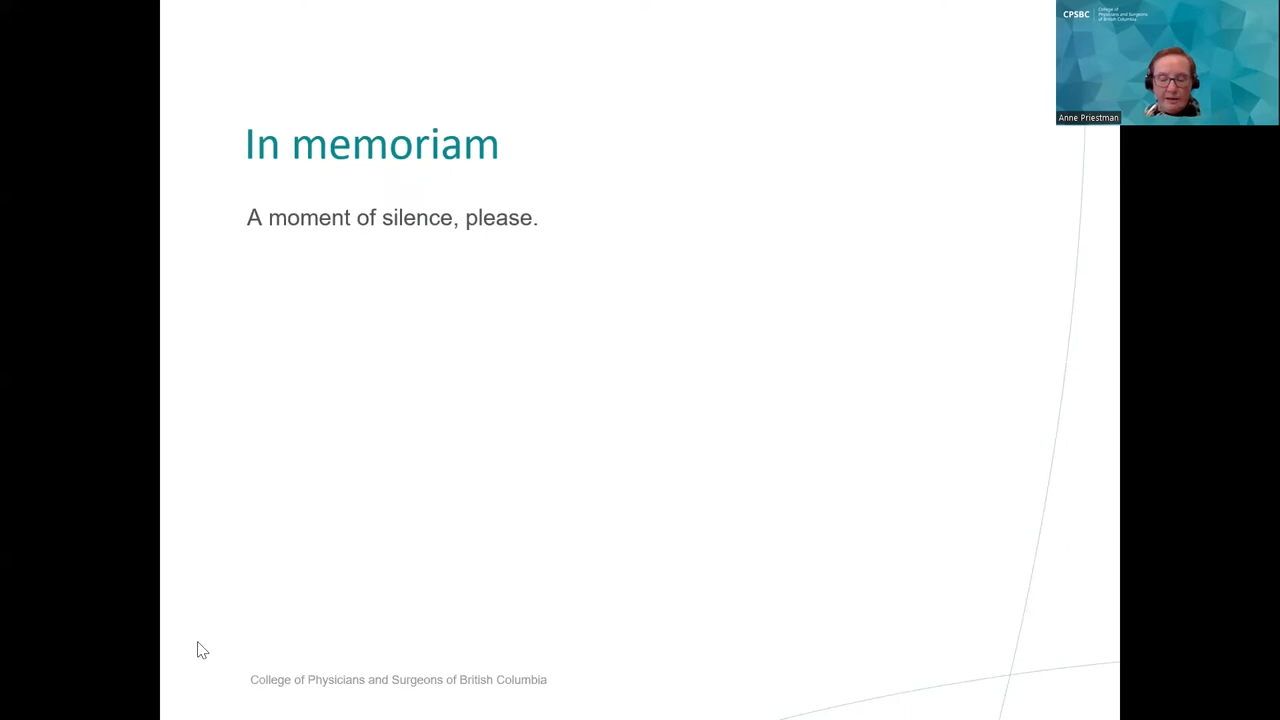 CPSBC
College of
Physicians and Surgeons
of British Columbia
Anne Priestman
In memoriam
A moment of silence, please.
College of Physicians and Surgeons of British Columbia